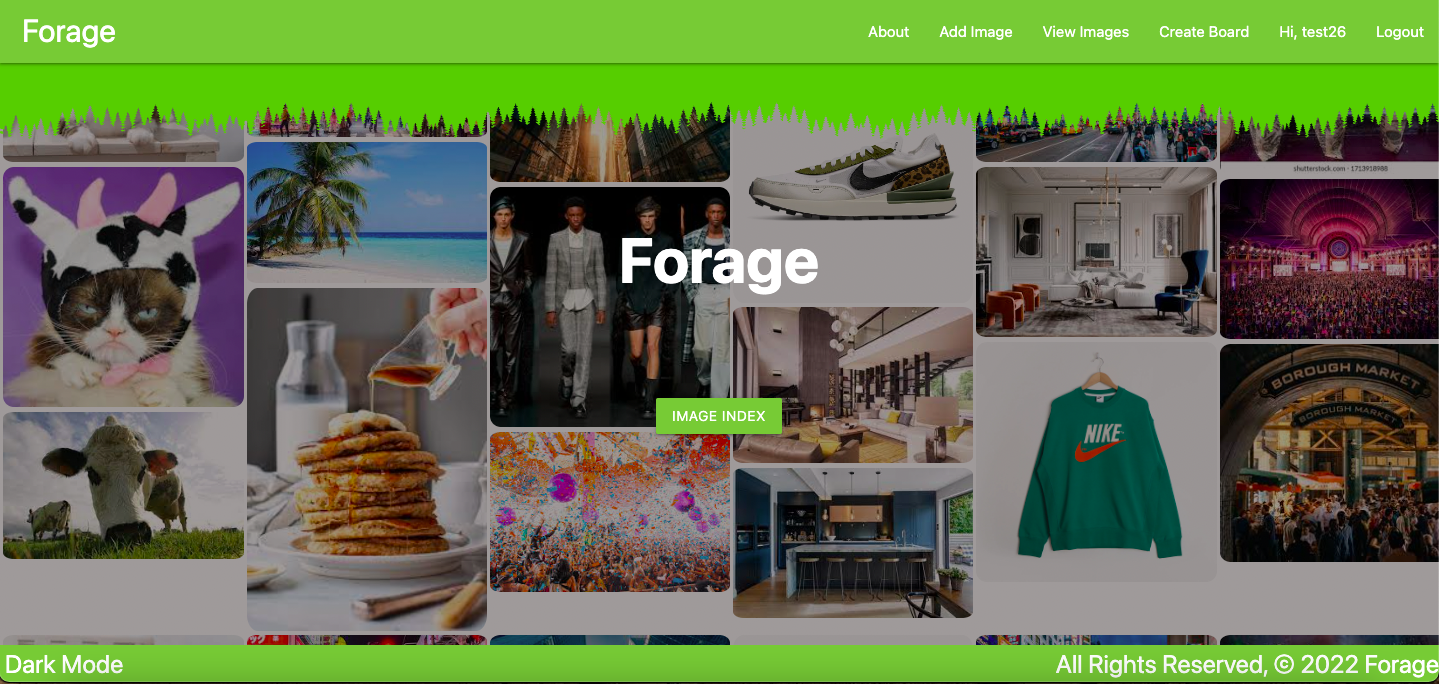 Forage
About
Add Image
View Images
Create Board
Hi, test26
Logout
shutterstock.com · 1713918988
Forage
BOROUGH MARKET
BOROUGH MARKET
IMAGE INDEX
NIKE
Dark Mode
All Rights Reserved, © 2022 Forage